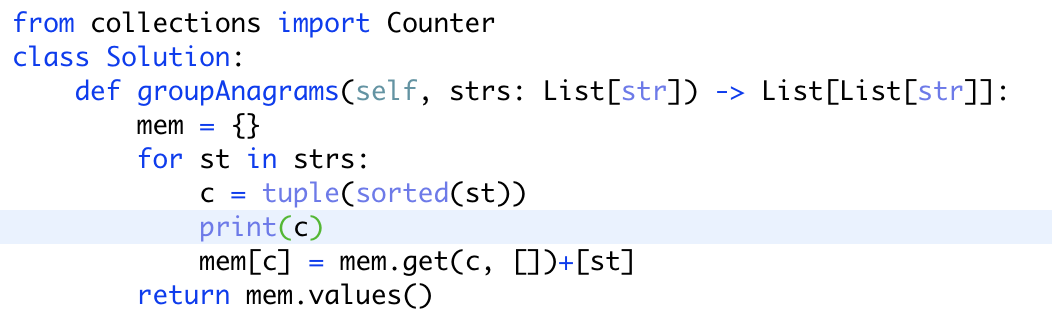 from collections import Counter
class Solution:
    def groupAnagrams(self, strs: List[str]) -> List[List[str]]:
        mem = {}
        for st in strs:
            c = tuple(sorted(st))
            print(c)
            mem[c] = mem.get(c, [])+[st]
        return mem.values()